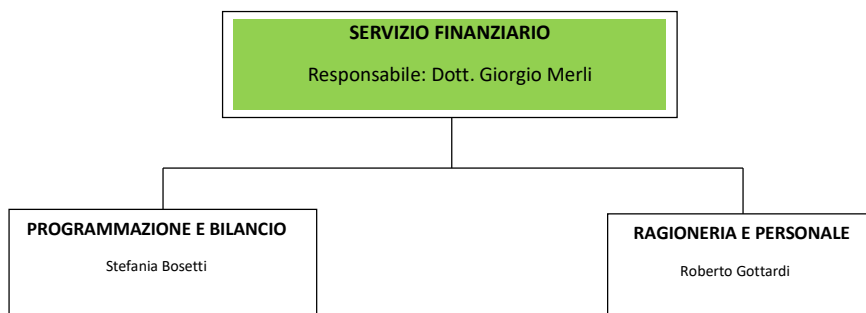 SERVIZIO FINANZIARIO
Responsabile: Dott. Giorgio Merli
PROGRAMMAZIONE E BILANCIO
Stefania Bosetti
RAGIONERIA E PERSONALE
Roberto Gottardi